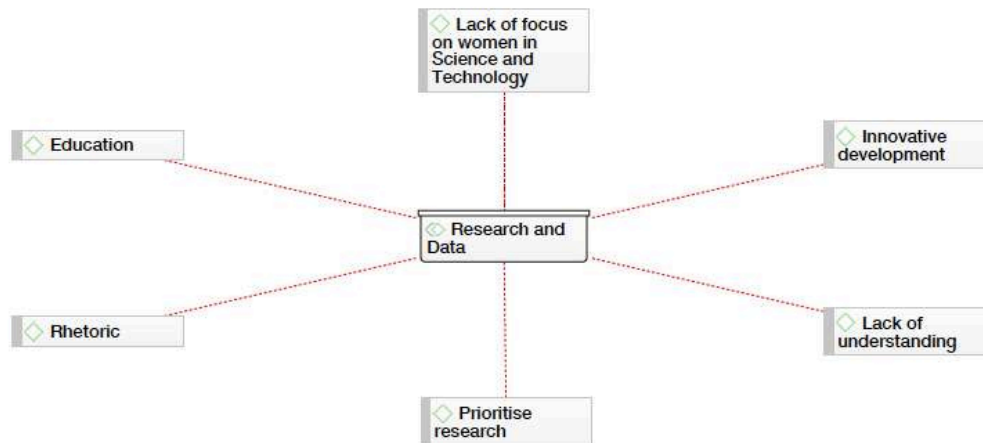 Lack of focus
on women in
Science and
Technology
Education
Innovative
development
Research and
Data
Rhetoric
Lack of
understanding
Prioritise
research